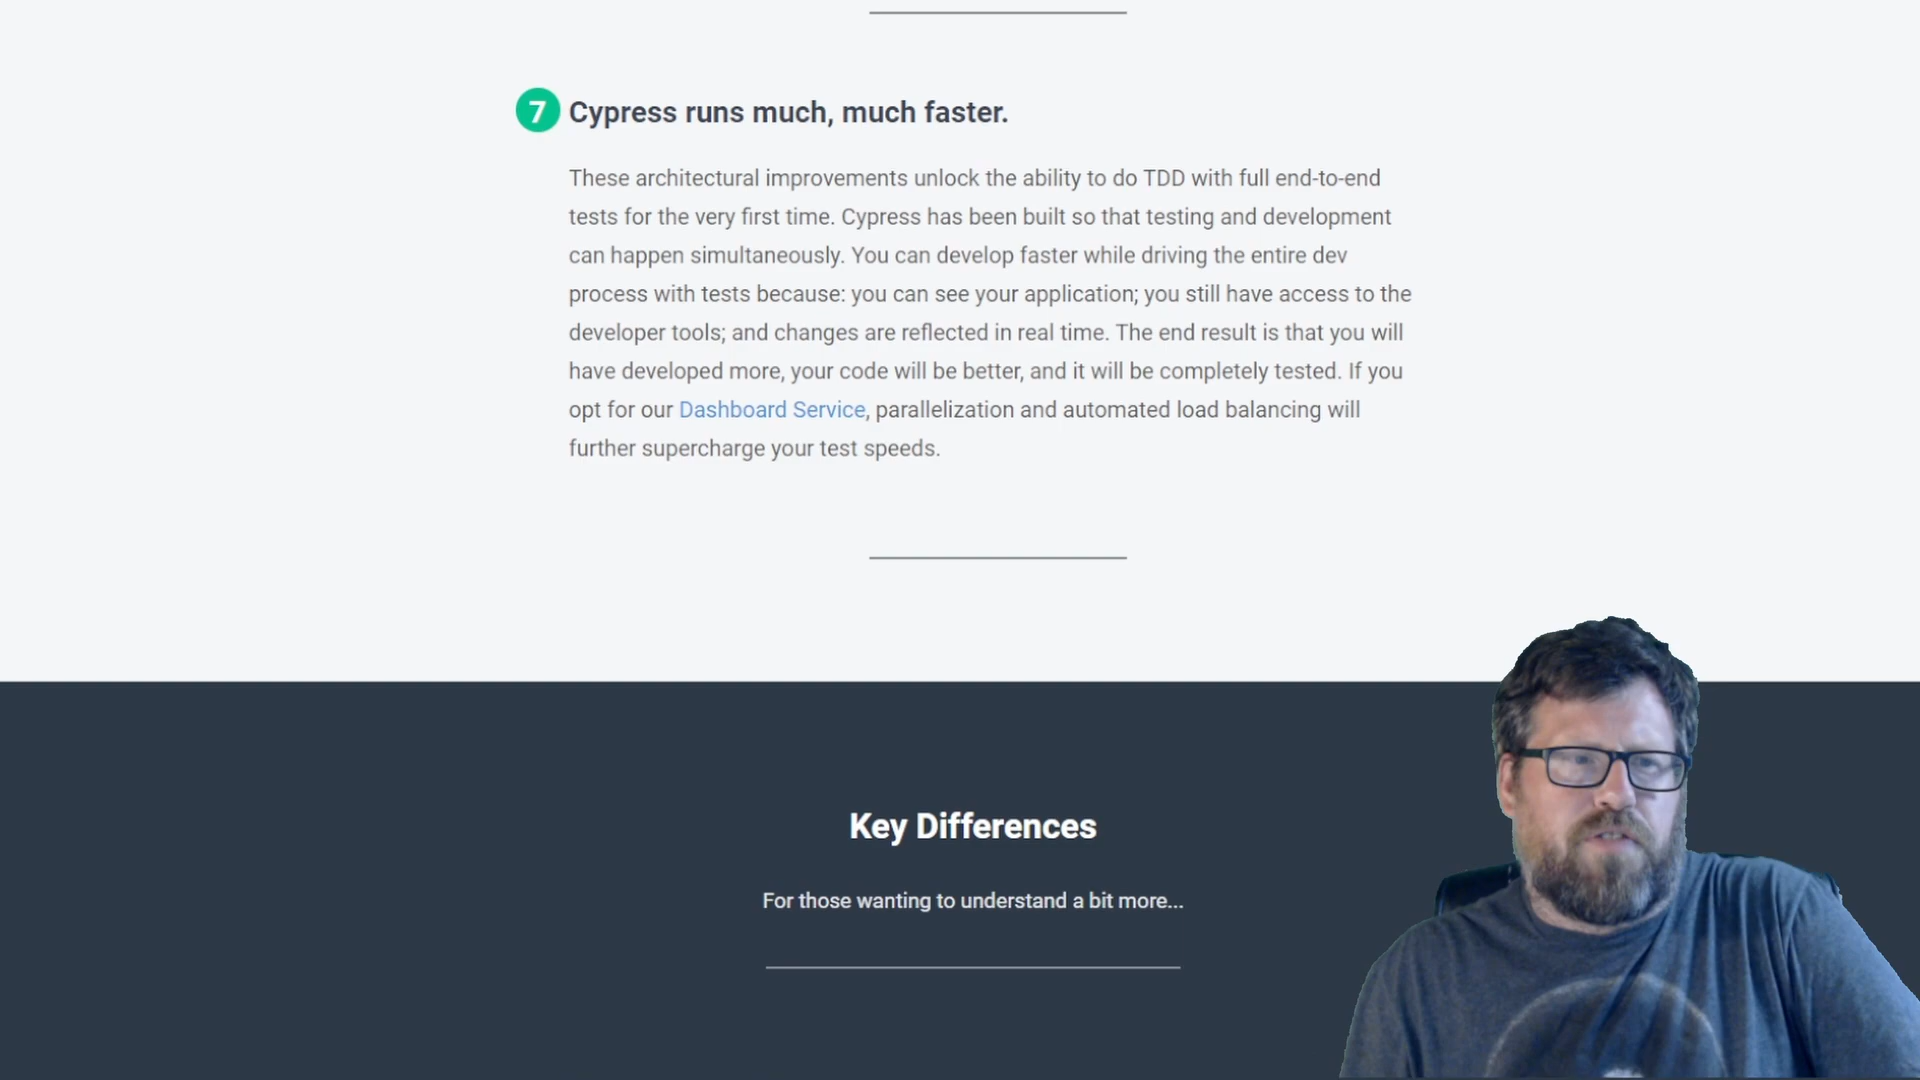 7 Cypress runs much, much faster.
These architectural improvements unlock the ability to do TDD with full end-to-end
tests for the very first time. Cypress has been built so that testing and development
can happen simultaneously. You can develop faster while driving the entire dev
process with tests because: you can see your application; you still have access to the
developer tools; and changes are reflected in real time. The end result is that you will
have developed more, your code will be better, and it will be completely tested. If you
opt for our Dashboard Service, parallelization and automated load balancing will
further supercharge your test speeds.
Key Differences
For those wanting to understand a bit more...